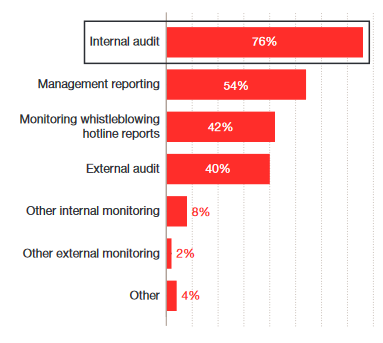 Internal audit 76%
Management reporting 54%
Monitoring whistleblowing
hotline reports 42%
External audit 40%
Other internal monitoring 8%
Other external monitoring 2%
Other 4%